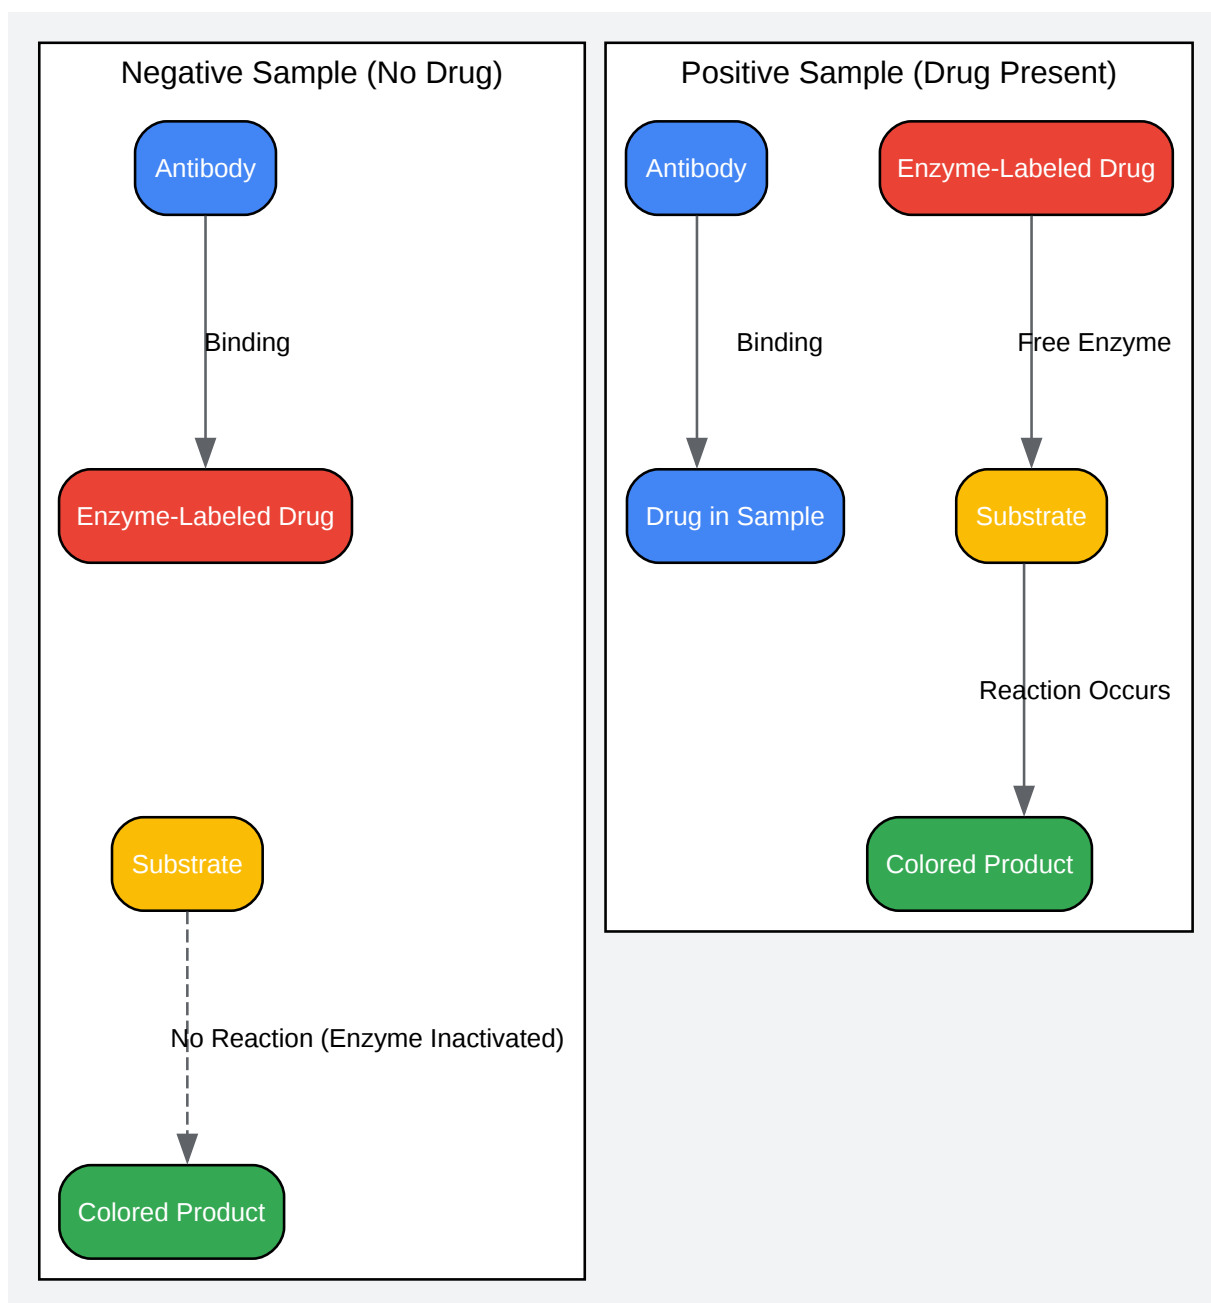 Negative Sample (No Drug)
Antibody
Binding
Enzyme-Labeled Drug
Substrate
No Reaction (Enzyme Inactivated)
Colored Product
Positive Sample (Drug Present)
Antibody
Enzyme-Labeled Drug
Binding
Free Enzyme
Drug in Sample
Substrate
Reaction Occurs
Colored Product